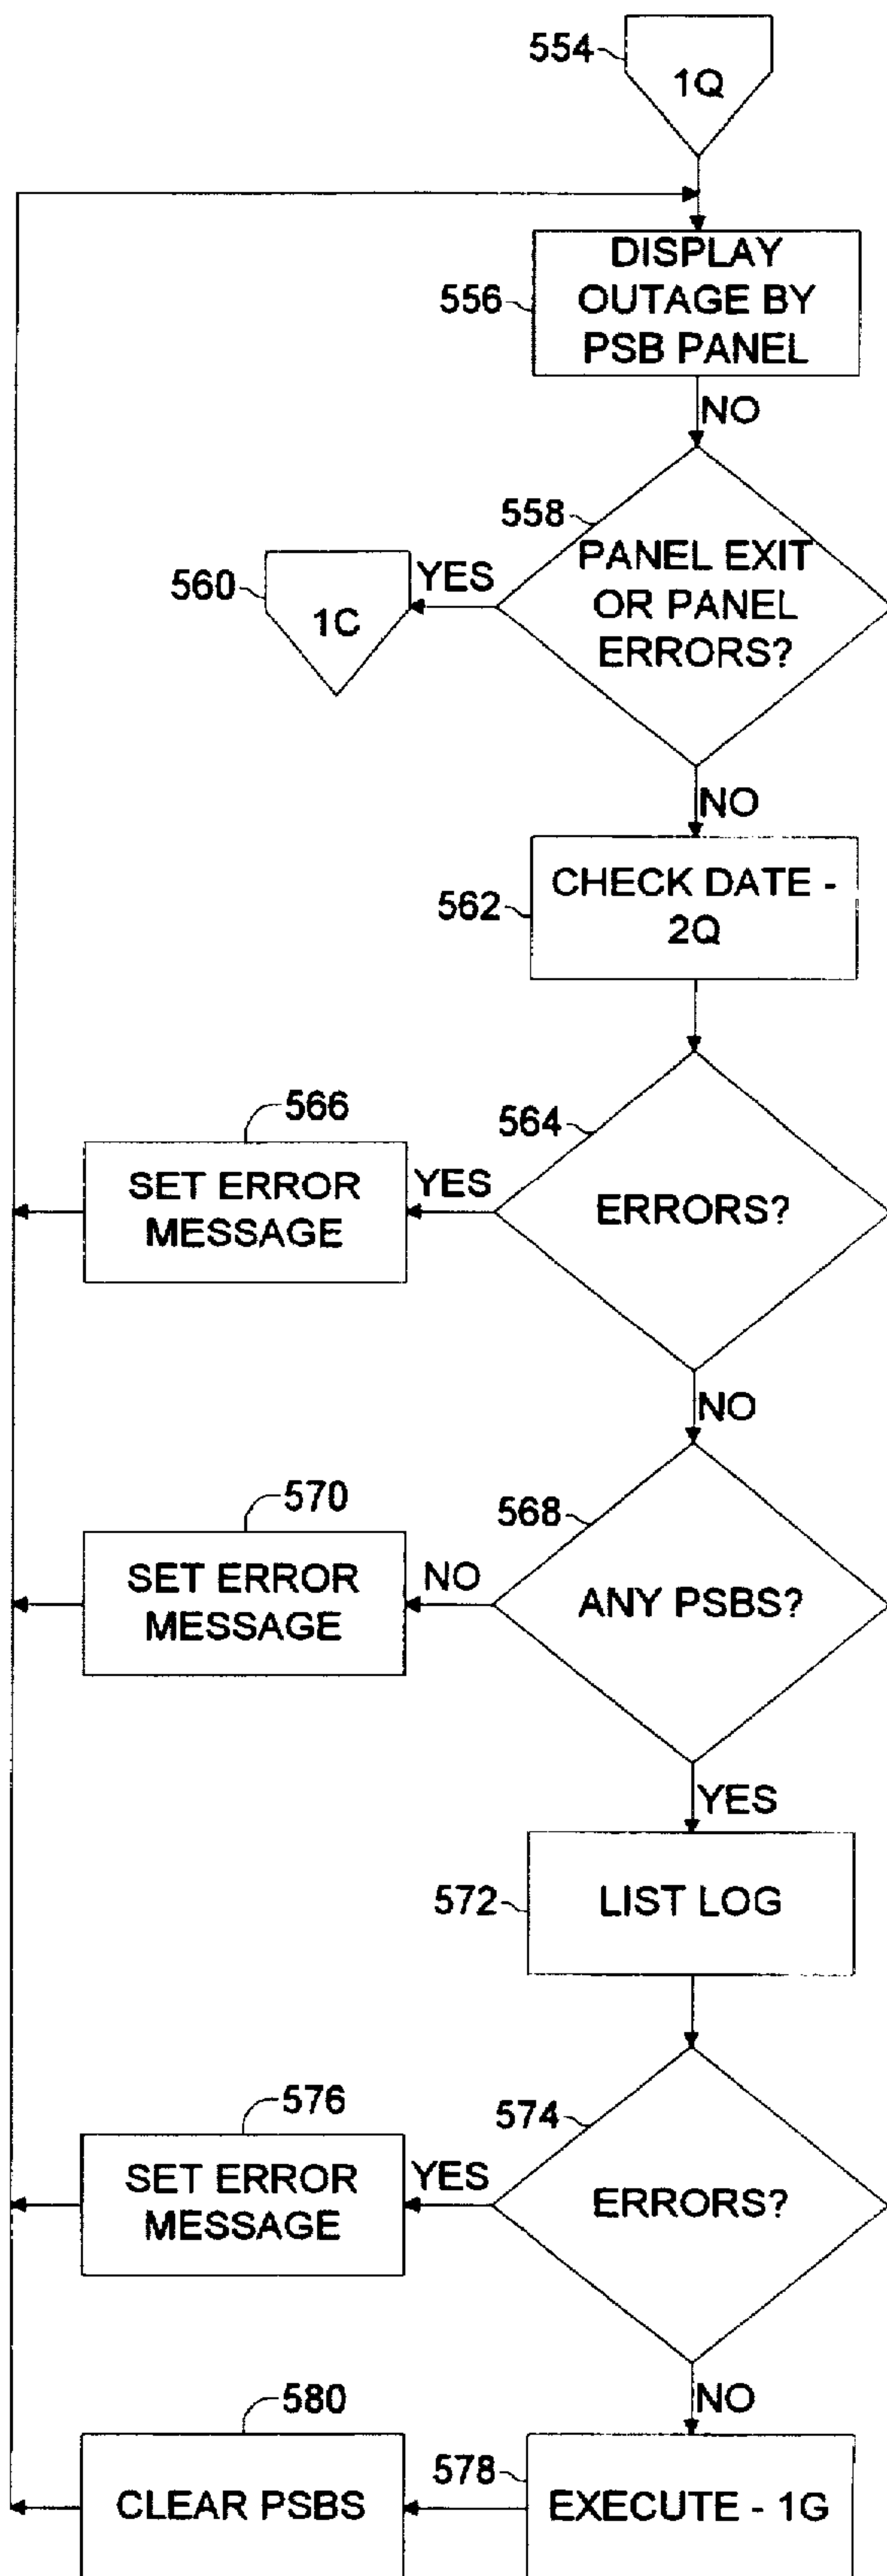 554
1Q
DISPLAY
OUTAGE BY
PSB PANEL
556
NO
558
PANEL EXIT
OR PANEL
ERRORS?
YES
560
1C
NO
CHECK DATE -
2Q
562
566
564
SET ERROR
MESSAGE
YES
ERRORS?
NO
570
568
SET ERROR
MESSAGE
NO
ANY PSBS?
YES
572
LIST LOG
576
574
SET ERROR
MESSAGE
YES
ERRORS?
NO
580
578
CLEAR PSBS
EXECUTE - 1G